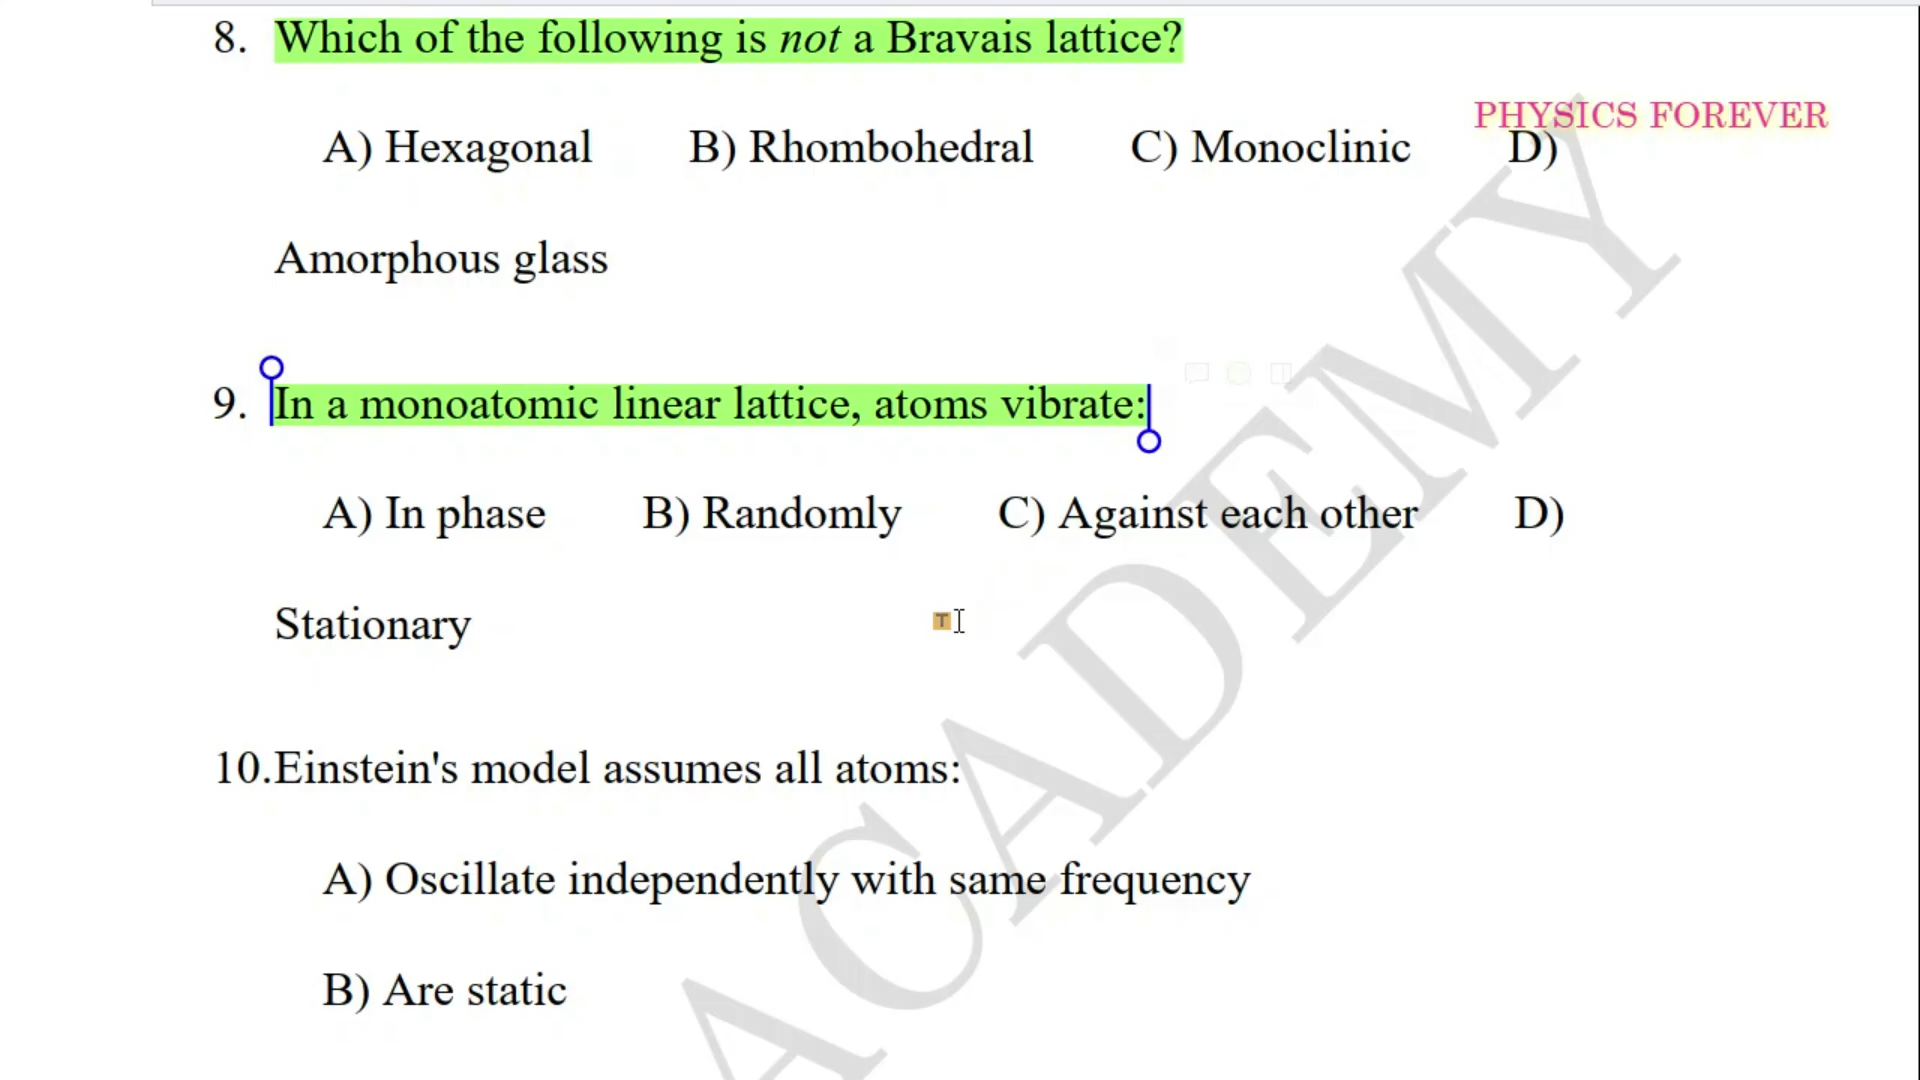 8. Which of the following is not a Bravais lattice?
PHYSICS FOREVER
A) Hexagonal B) Rhombohedral C) Monoclinic D)
Amorphous glass
9. In a monoatomic linear lattice, atoms vibrate:
A) In phase B) Randomly C) Against each other D)
Stationary
T
10.Einstein's model assumes all atoms:
A) Oscillate independently with same frequency
B) Are static
ACADEMY